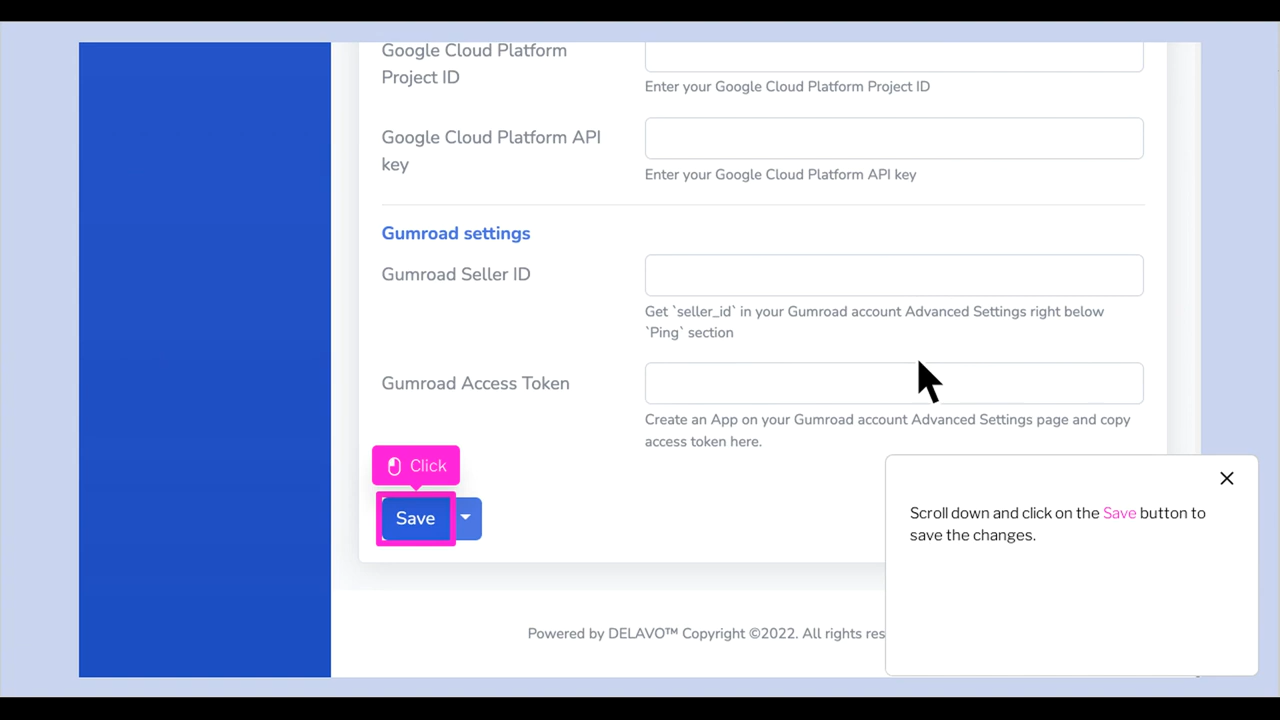 Google Cloud Platform
Project ID
Enter your Google Cloud Platform Project ID
Google Cloud Platform API
key
Enter your Google Cloud Platform API key
Gumroad settings
Gumroad Seller ID
Get `seller_id` in your Gumroad account Advanced Settings right below
`Ping` section
Gumroad Access Token
Create an App on your Gumroad account Advanced Settings page and copy
access token here.
Click
Save
Scroll down and click on the Save button to
save the changes.
Powered by DELAVO™ Copyright ©2022. All rights res